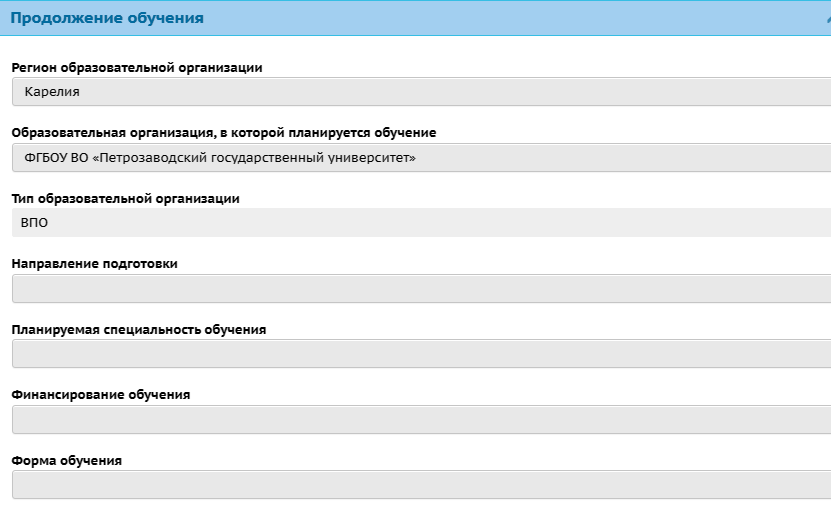 Продолжение обучения
Регион образовательной организации
Карелия
Образовательная организация, в которой планируется обучение
ФГБОУ ВО «Петрозаводский государственный университет»
Тип образовательной организации
ВПО
Направление подготовки
Планируемая специальность обучения
Финансирование обучения
Форма обучения